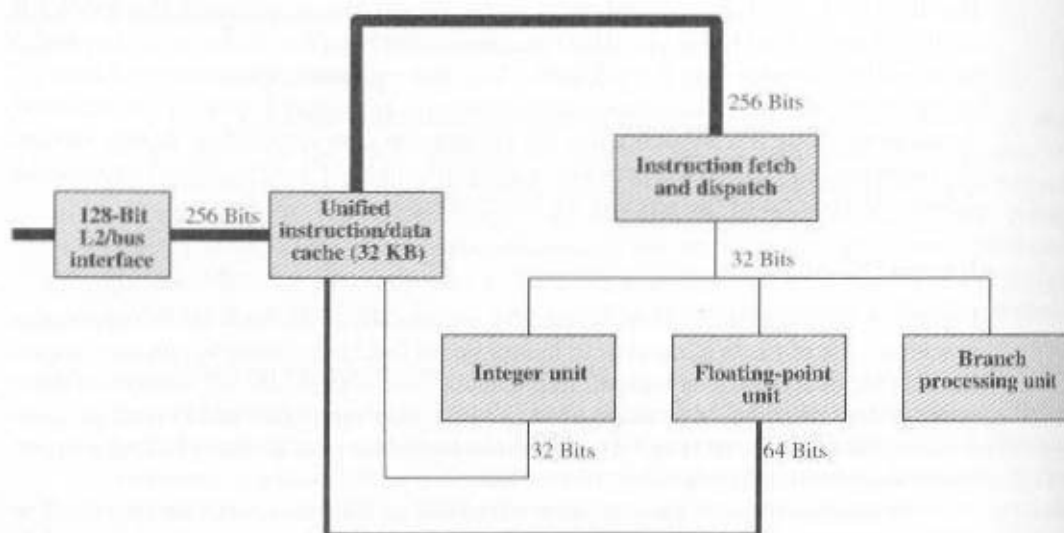 256 Bits
Instruction fetch
and dispatch
128-Bit
L2/bus
interface
256 Bits
Unified
instruction/data
cache (32 KB)
32 Bits
Integer unit
Floating-point
unit
Branch
processing unit
32 Bits
64 Bits